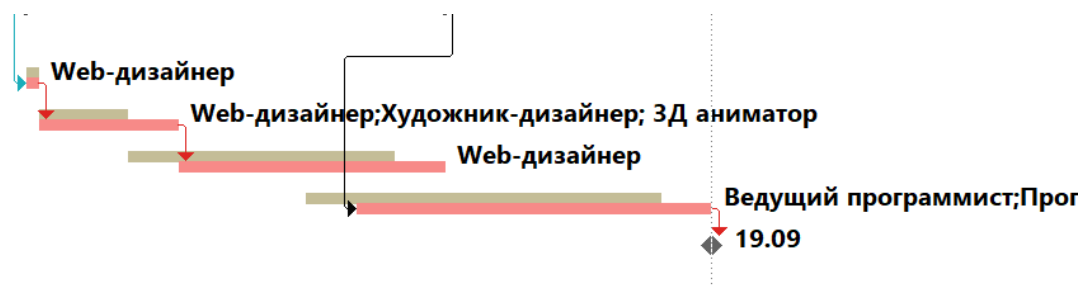 Web-дизайнер
Web-дизайнер;Художник-дизайнер; 3Д аниматор
Web-дизайнер
Ведущий программист;Прог
19.09